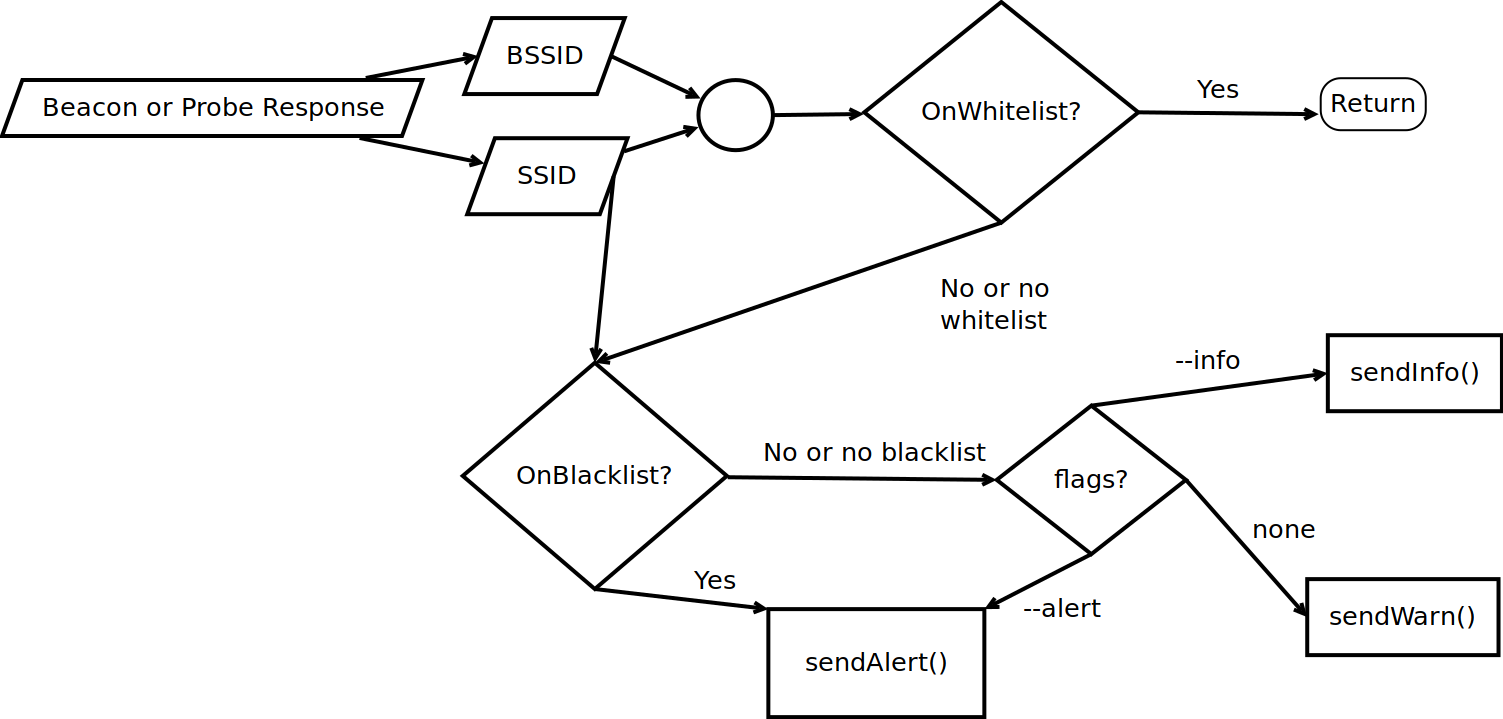 BSSID
Beacon or Probe Response
SSID
OnWhitelist?
Yes
Return
No or no
whitelist
--info
sendInfo()
OnBlacklist?
No or no blacklist
flags?
none
Yes
--alert
sendAlert()
sendWarn()